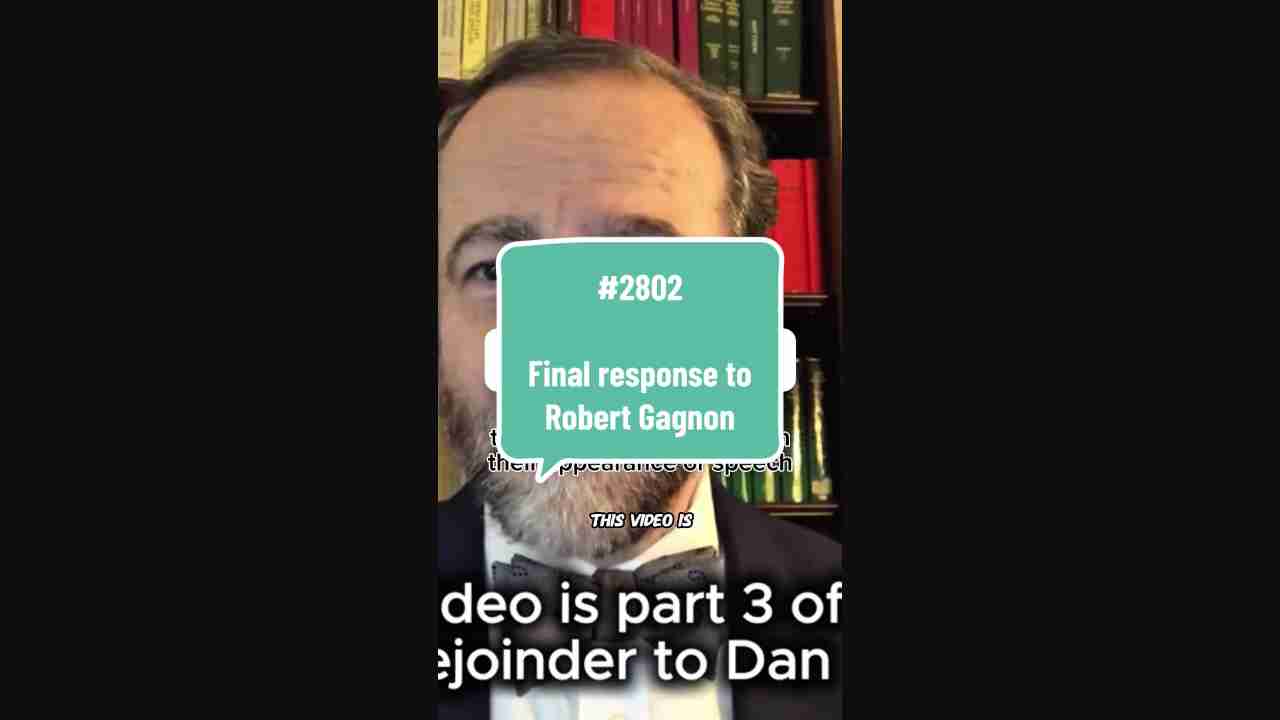 #2802
Final response to
Robert Gagnon
appearance of speech
THIS VIDEO IS
deo is part 3 of
ejoinder to Dan